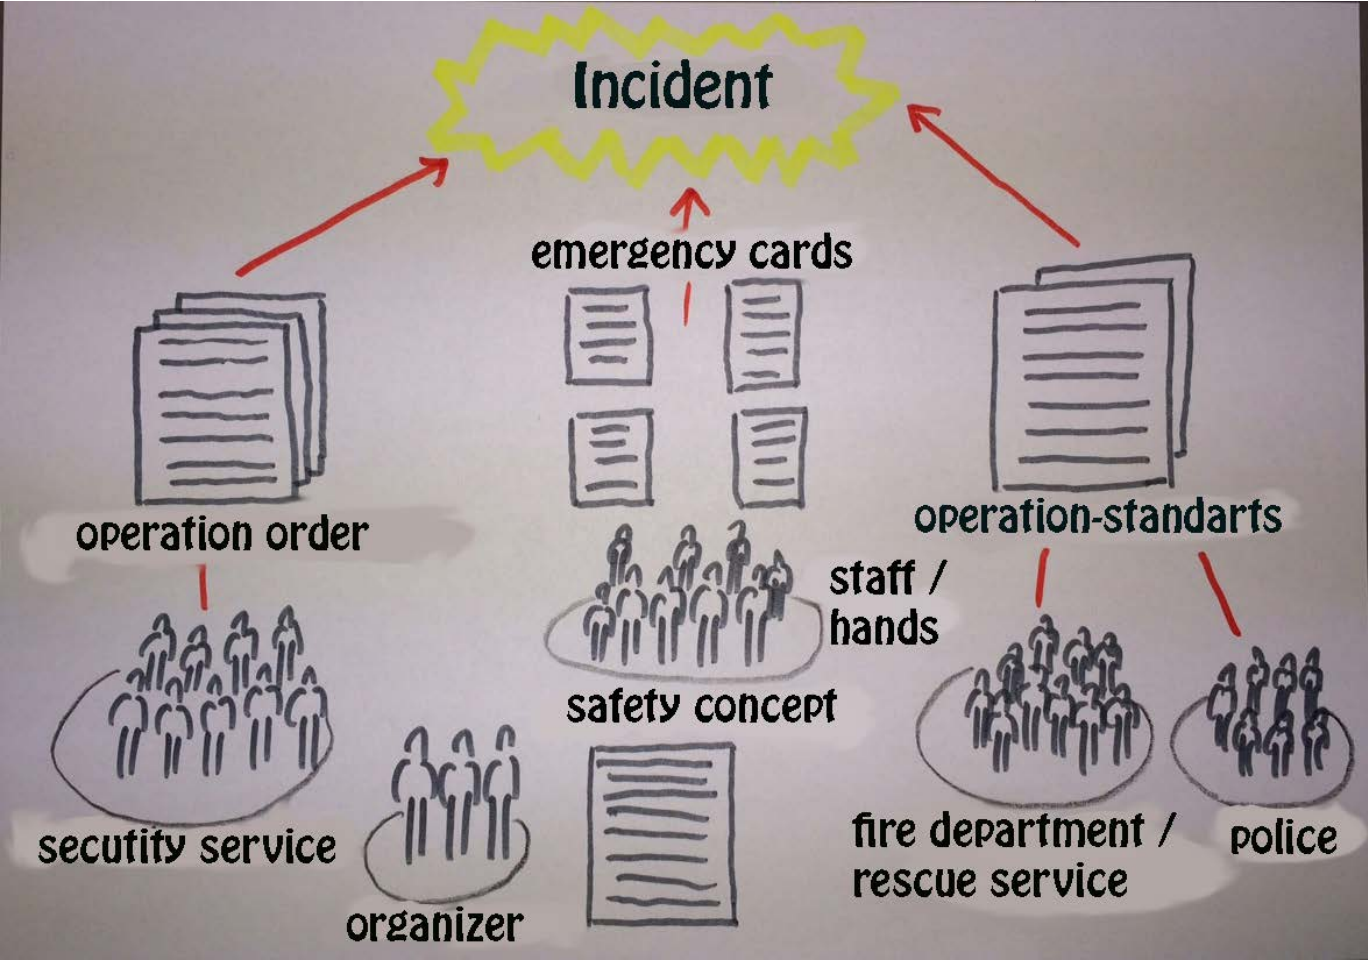 Incident
emergency cards
operation order
operation-standarts
staff /
hands
safety concept
secutity service
organizer
fire department /
rescue service
police